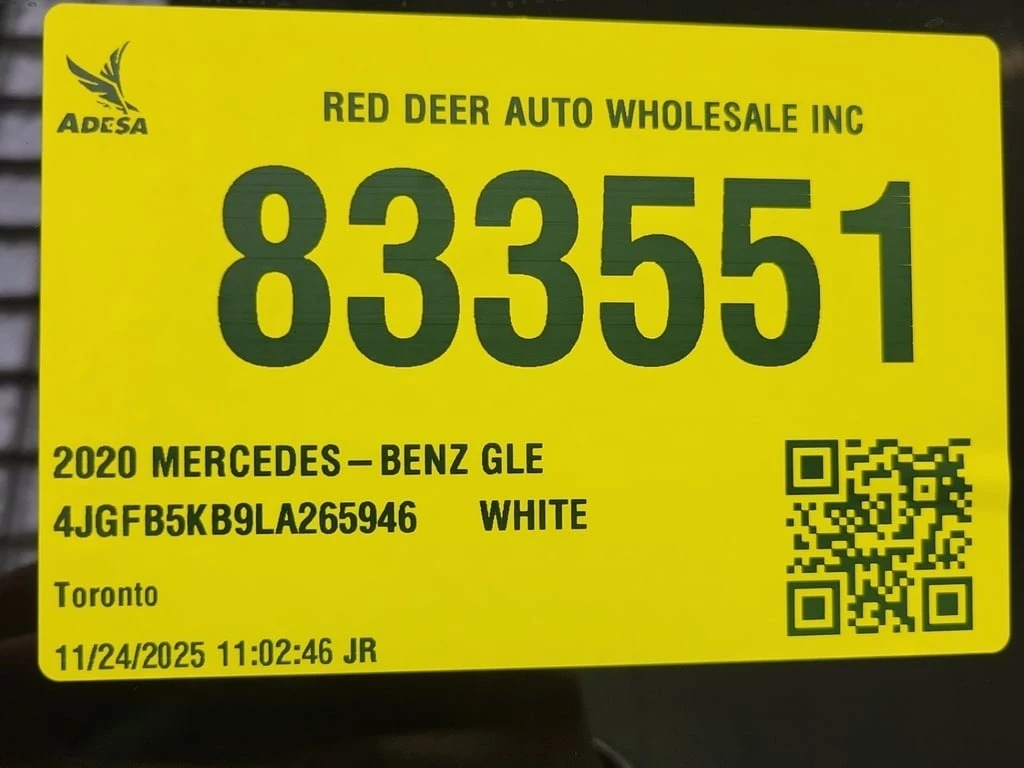 ADESA
RED DEER AUTO WHOLESALE INC
833551
2020 MERCEDES-BENZ GLE
4JGFB5KB9LA265946 WHITE
Toronto
11/24/2025 11:02:46 JR